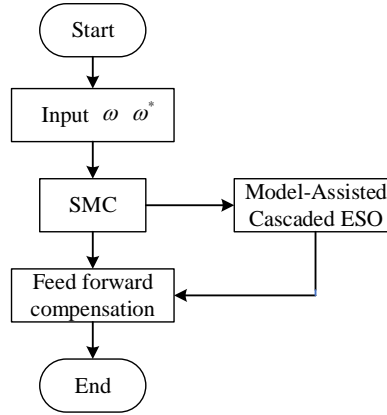 Start
Input ω ω*
SMC
Model-Assisted
Cascaded ESO
Feed forward
compensation
End